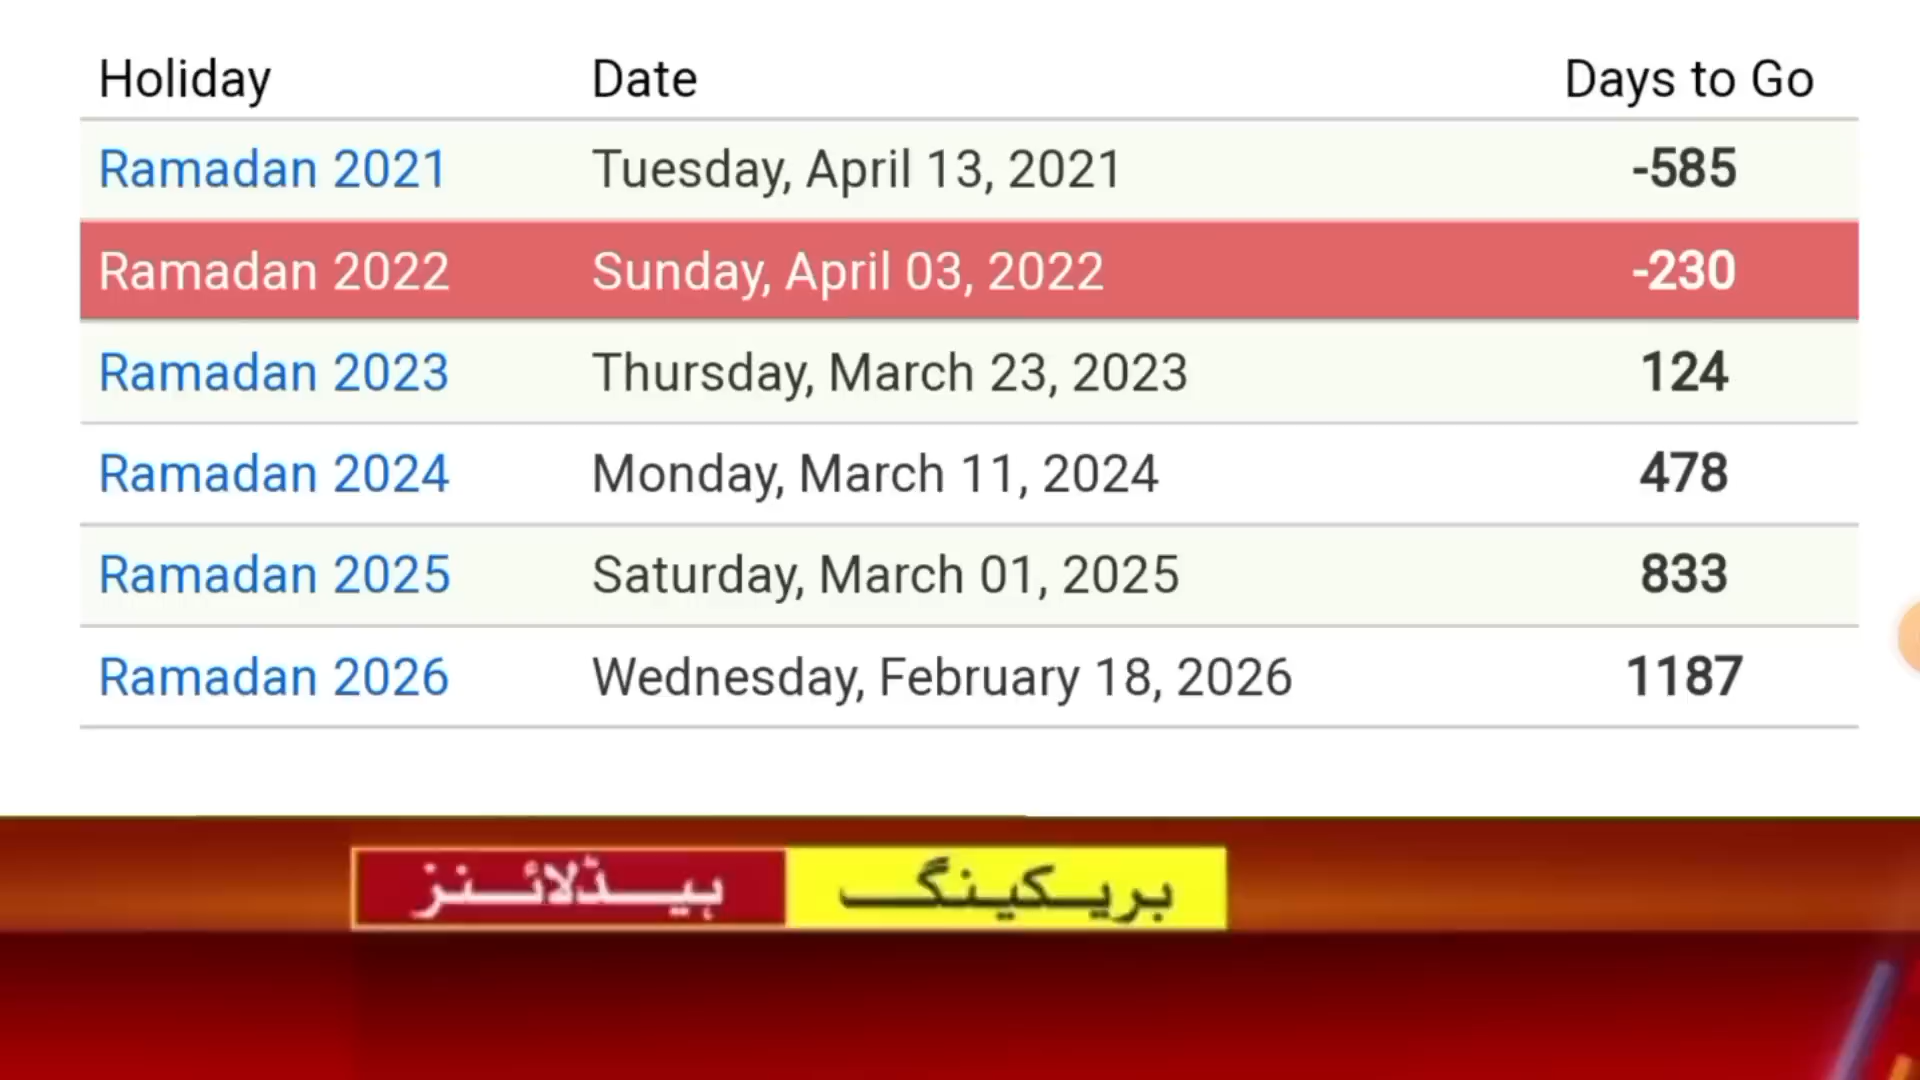 Holiday Date Days to Go
Ramadan 2021 Tuesday, April 13, 2021 -585
Ramadan 2022 Sunday, April 03, 2022 -230
Ramadan 2023 Thursday, March 23, 2023 124
Ramadan 2024 Monday, March 11, 2024 478
Ramadan 2025 Saturday, March 01, 2025 833
Ramadan 2026 Wednesday, February 18, 2026 1187
بریکینگ ہیڈلائنز